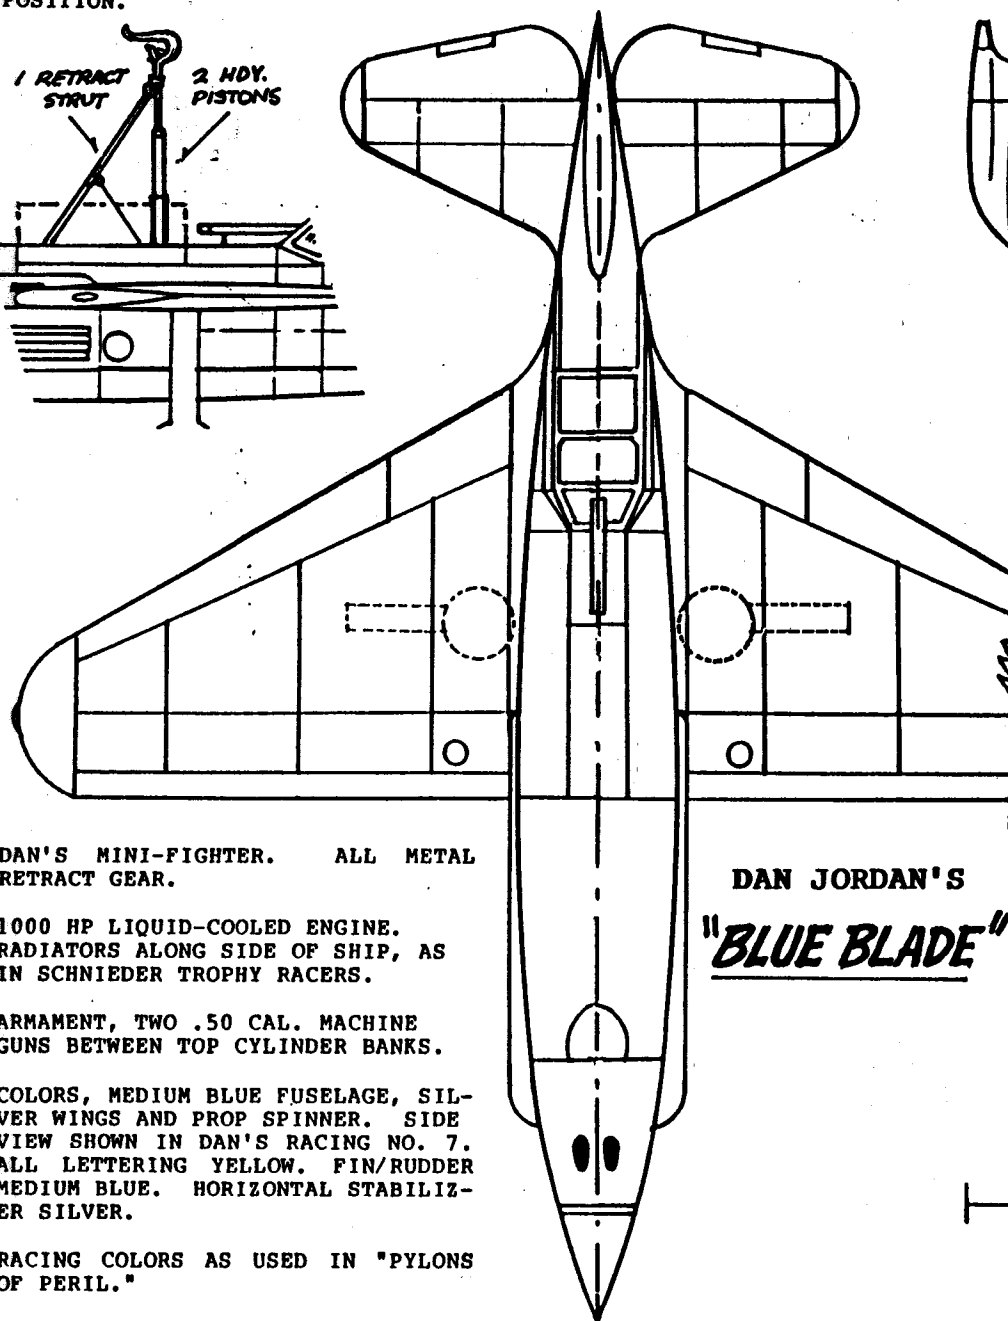 POSITION.
1 RETRACT
STRUT
2 HDY.
PISTONS
DAN'S MINI-FIGHTER. ALL METAL
RETRACT GEAR.
1000 HP LIQUID-COOLED ENGINE.
RADIATORS ALONG SIDE OF SHIP, AS
IN SCHNIEDER TROPHY RACERS.
ARMAMENT, TWO .50 CAL. MACHINE
GUNS BETWEEN TOP CYLINDER BANKS.
COLORS, MEDIUM BLUE FUSELAGE, SIL-
VER WINGS AND PROP SPINNER. SIDE
VIEW SHOWN IN DAN'S RACING NO. 7.
ALL LETTERING YELLOW. FIN/RUDDER
MEDIUM BLUE. HORIZONTAL STABILIZ-
ER SILVER.
RACING COLORS AS USED IN "PYLONS
OF PERIL."
DAN JORDAN'S
"BLUE BLADE"